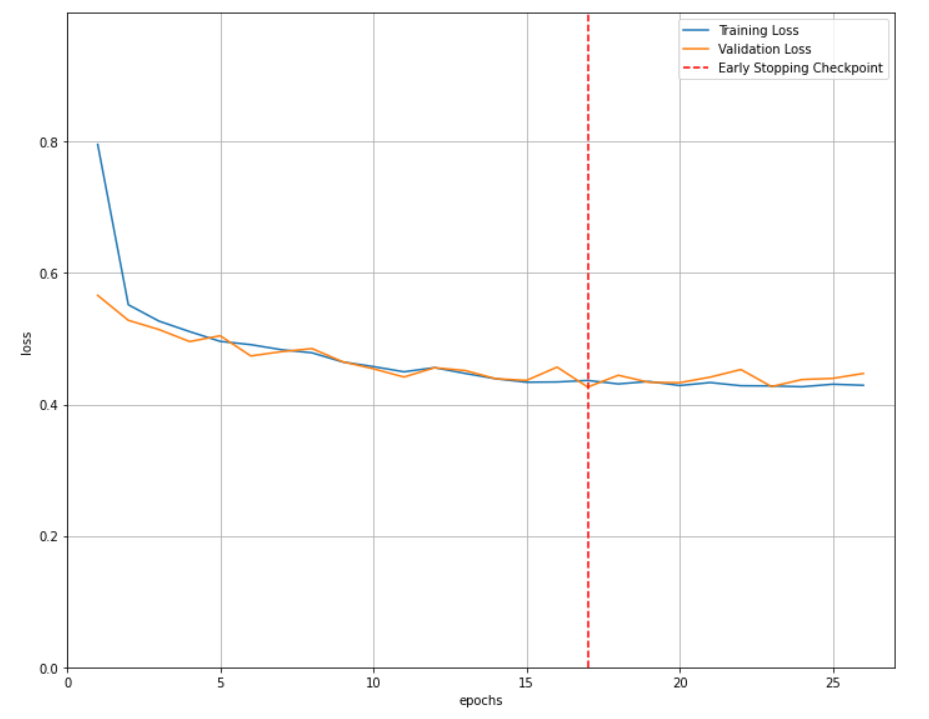 Training Loss
Validation Loss
Early Stopping Checkpoint
0.8
0.6
loss
0.4
0.2
0.0
0 5 10 15 20 25
epochs